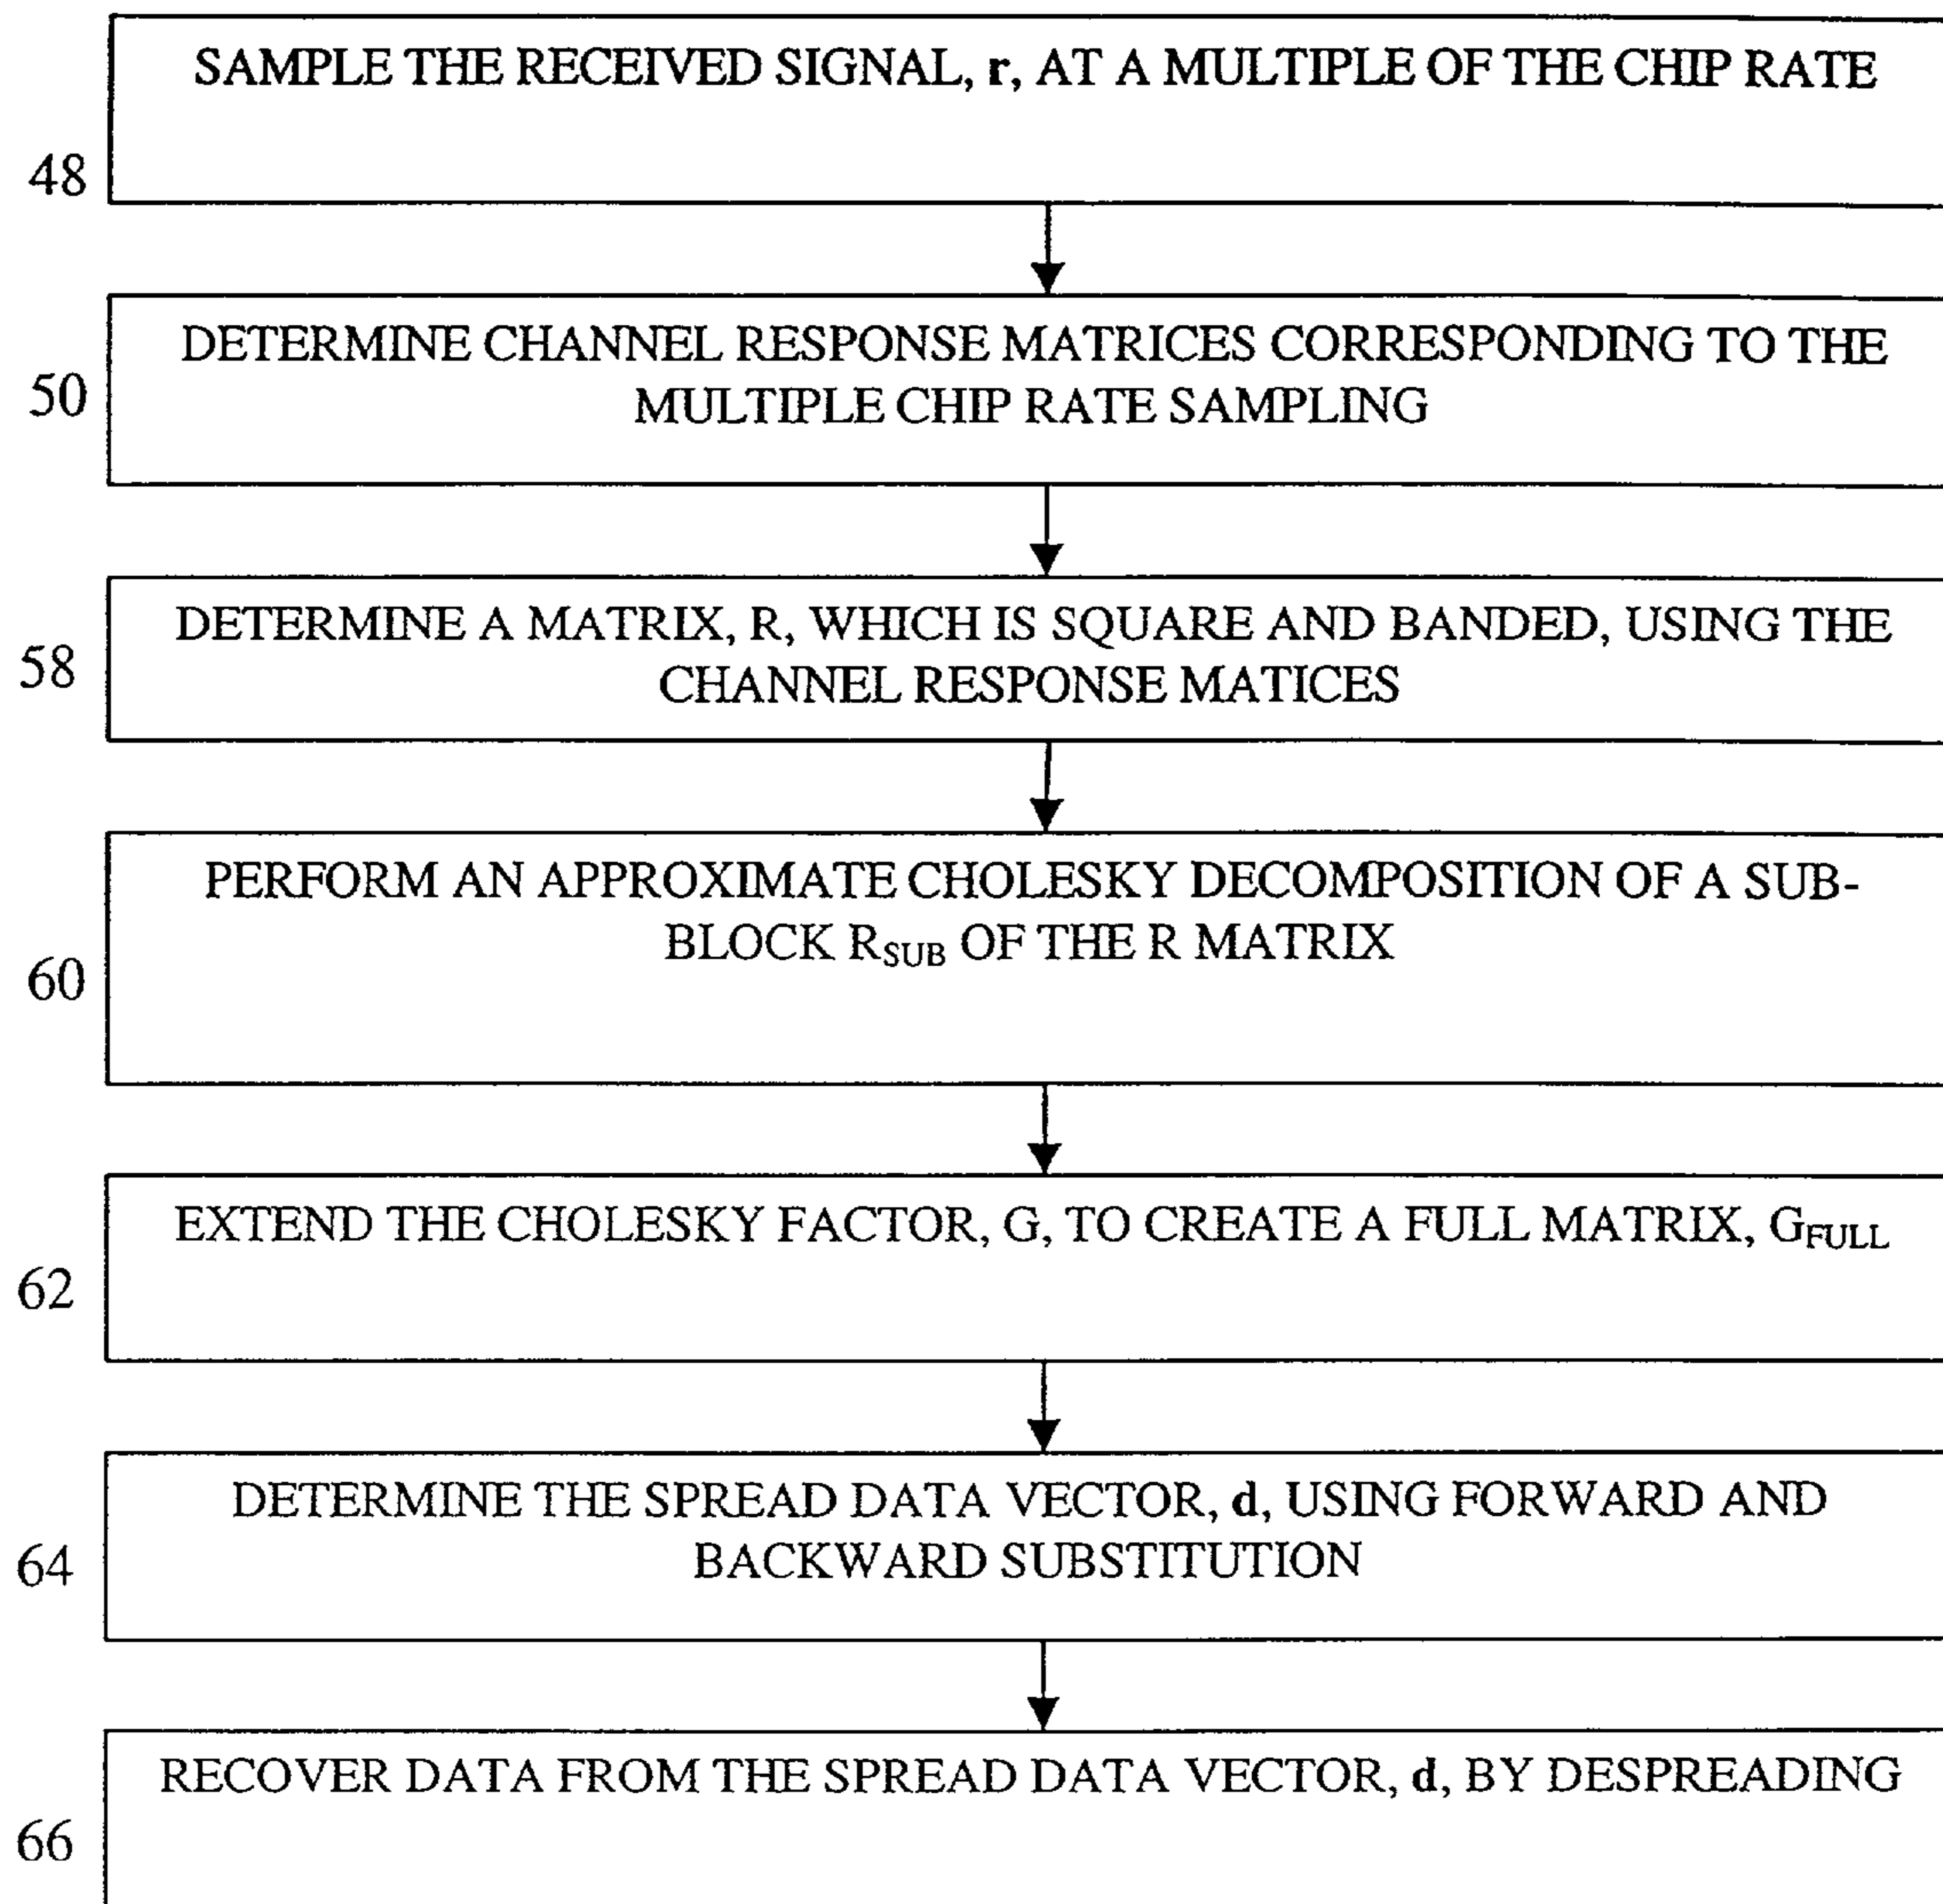 SAMPLE THE RECEIVED SIGNAL, r, AT A MULTIPLE OF THE CHIP RATE
48
DETERMINE CHANNEL RESPONSE MATRICES CORRESPONDING TO THE
MULTIPLE CHIP RATE SAMPLING
50
DETERMINE A MATRIX, R, WHICH IS SQUARE AND BANDED, USING THE
CHANNEL RESPONSE MATICES
58
PERFORM AN APPROXIMATE CHOLESKY DECOMPOSITION OF A SUB-
BLOCK RSUB OF THE R MATRIX
60
EXTEND THE CHOLESKY FACTOR, G, TO CREATE A FULL MATRIX, GFULL
62
DETERMINE THE SPREAD DATA VECTOR, d, USING FORWARD AND
BACKWARD SUBSTITUTION
64
RECOVER DATA FROM THE SPREAD DATA VECTOR, d, BY DESPREADING
66